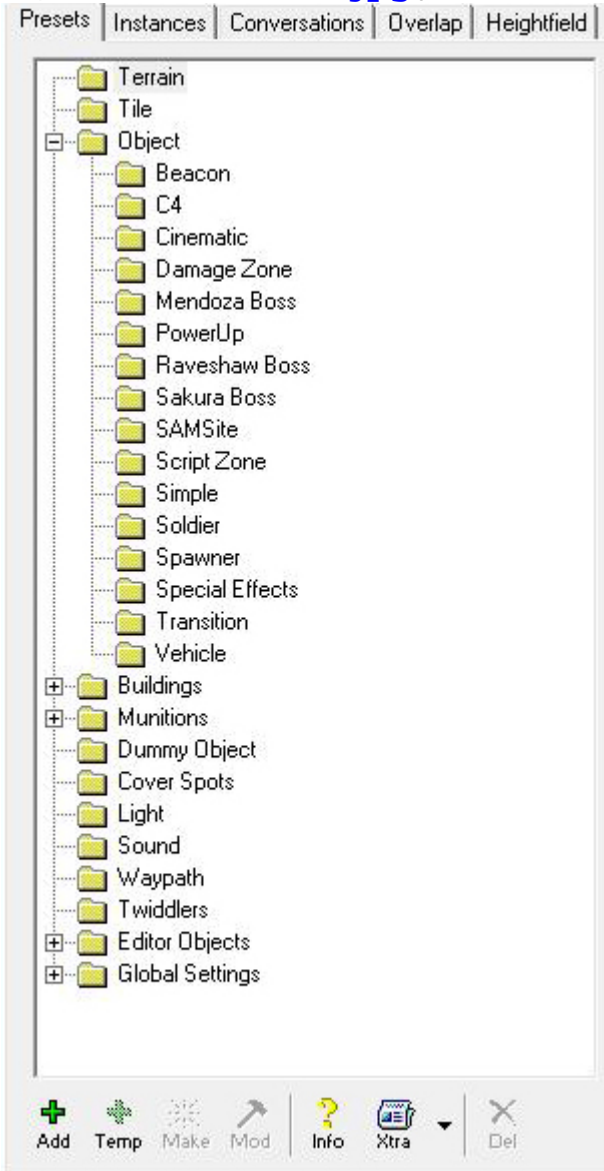 Presets Instances Conversations Overlap Heightfield
Terrain
Tile
Object
Beacon
C4
Cinematic
Damage Zone
Mendoza Boss
PowerUp
Raveshaw Boss
Sakura Boss
SAMSite
Script Zone
Simple
Soldier
Spawner
Special Effects
Transition
Vehicle
Buildings
Munitions
Dummy Object
Cover Spots
Light
Sound
Waypath
Twiddlers
Editor Objects
Global Settings
Add Temp Make Mod Info Xtra Del